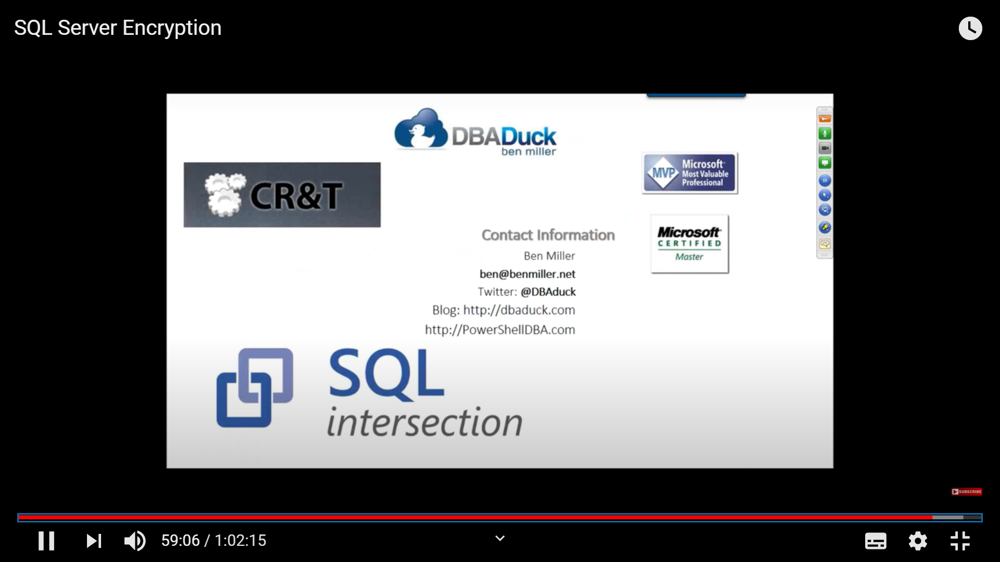 SQL Server Encryption
DBADuck
ben miller
CR&T
MVP
Microsoft
Most Valuable
Professional
Contact Information
Ben Miller
ben@benmiller.net
Twitter: @DBAduck
Blog: http://dbaduck.com
http://PowerShellDBA.com
Microsoft
CERTIFIED
Master
SQL
intersection
SUBSCRIBE
59:06 / 1:02:15